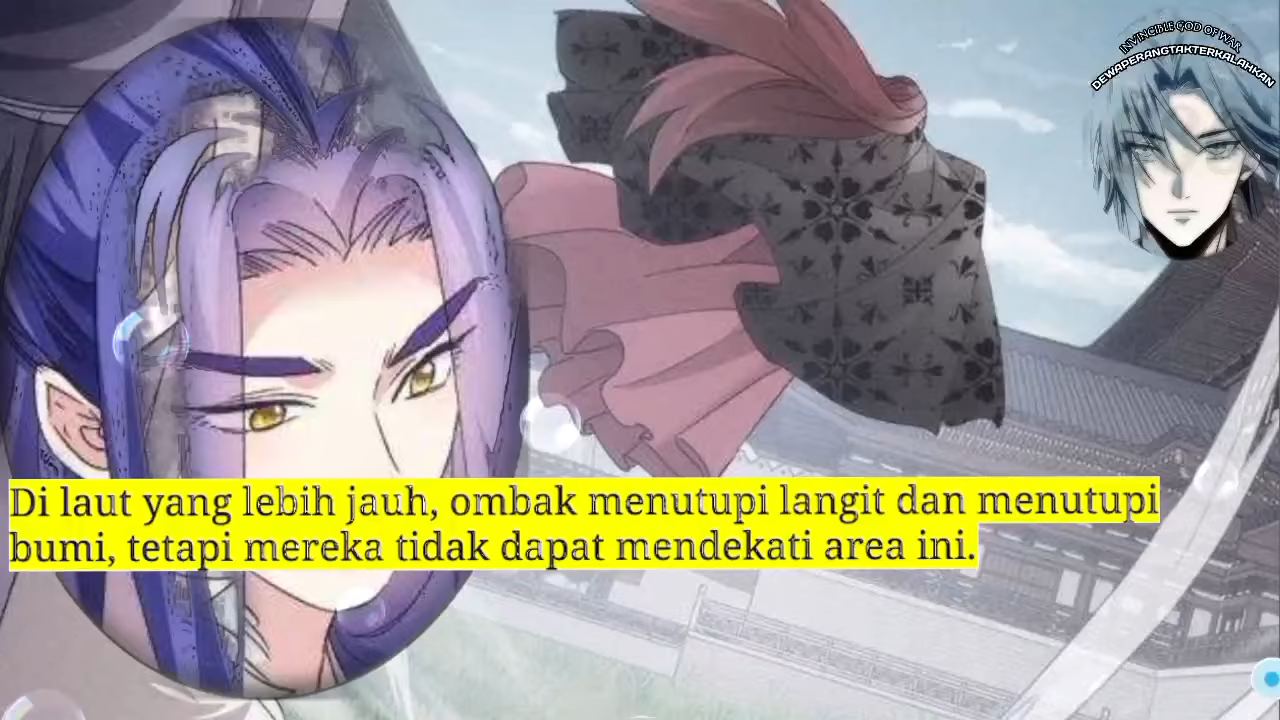 INVINCIBLE GOD OF WAR
DEWAPERANGTAKTERKALAHKAN
Di laut yang lebih jauh, ombak menutupi langit dan menutupi
bumi, tetapi mereka tidak dapat mendekati area ini.